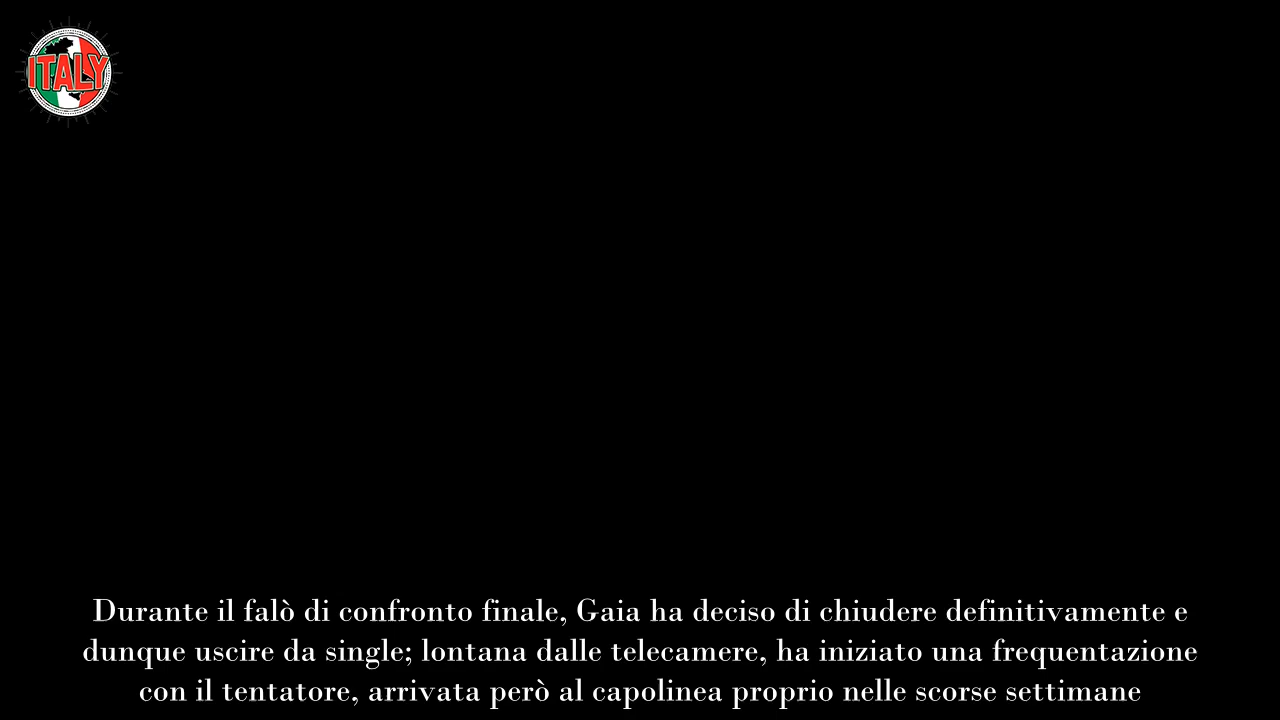 ITALY
Durante il falò di confronto finale, Gaia ha deciso di chiudere definitivamente e
dunque uscire da single; lontana dalle telecamere, ha iniziato una frequentazione
con il tentatore, arrivata però al capolinea proprio nelle scorse settimane